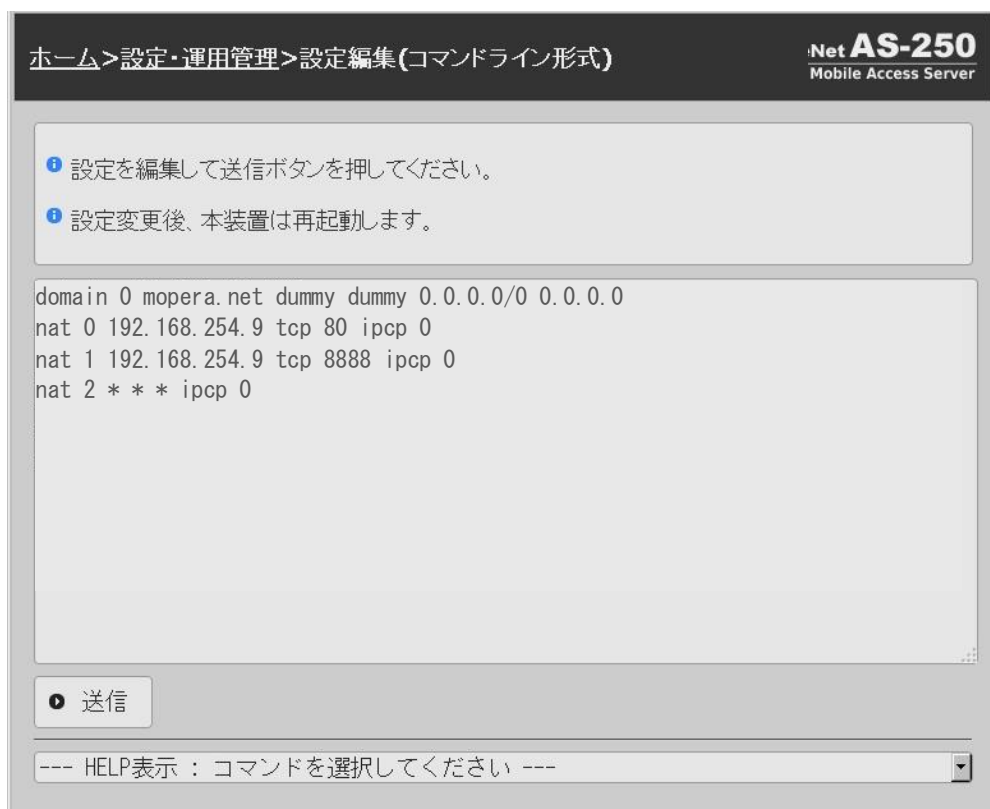 ホーム>設定・運用管理>設定編集(コマンドライン形式)
Net AS-250
Mobile Access Server
設定を編集して送信ボタンを押してください。
設定変更後、本装置は再起動します。
domain 0 mopera.net dummy dummy 0.0.0.0/0 0.0.0.0
nat 0 192.168.254.9 tcp 80 ipcp 0
nat 1 192.168.254.9 tcp 8888 ipcp 0
nat 2 * * * ipcp 0
送信
--- HELP表示 : コマンドを選択してください ---